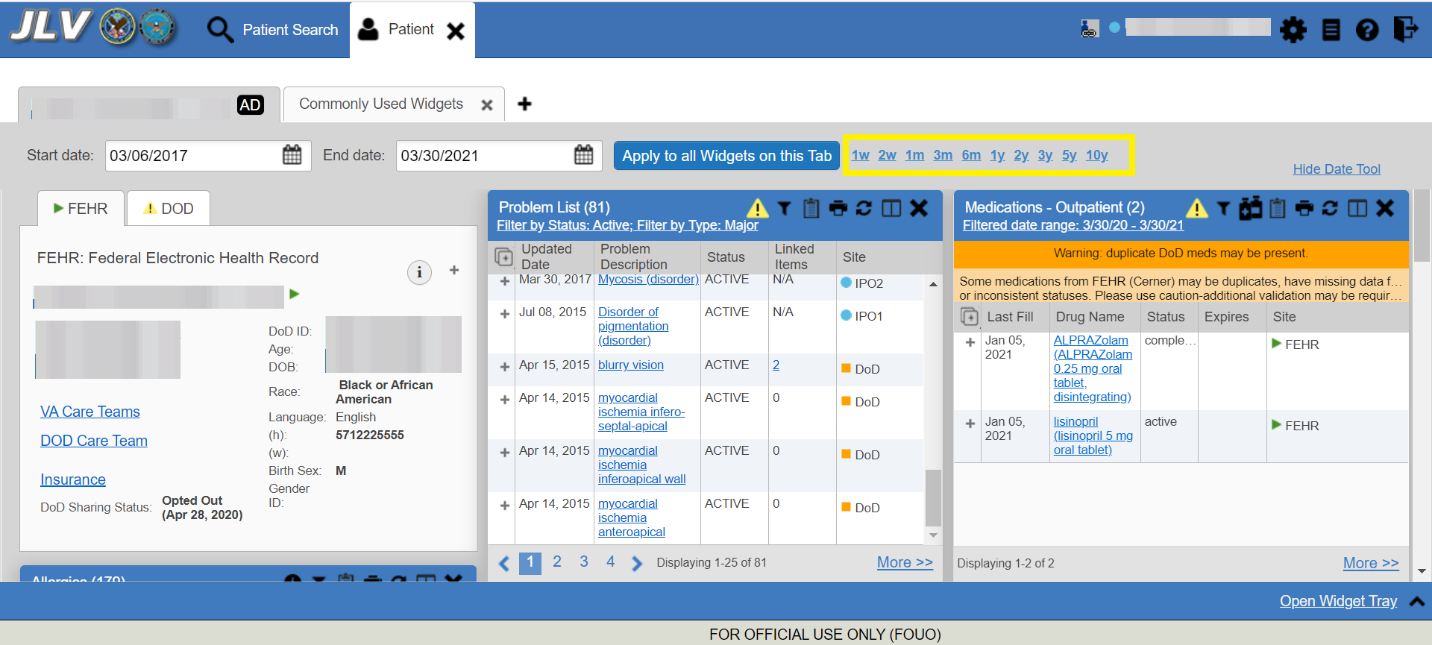 JLV Patient Search Patient
AD Commonly Used Widgets
Start date: 03/06/2017 End date: 03/30/2021 Apply to all Widgets on this Tab 1w 2w 1m 3m 6m 1y 2y 3y 5y 10y
Hide Date Tool
FEHR DOD
FEHR: Federal Electronic Health Record
DoD ID:
Age:
DOB:
Race: Black or African
American
VA Care Teams
Language: English
(h): 5712225555
DOD Care Team
(w):
Birth Sex: M
Insurance
Gender
ID:
DoD Sharing Status: Opted Out
(Apr 28, 2020)
Allergies (170)
Problem List (81)
Filter by Status: Active; Filter by Type: Major
Updated Date Problem Description Status Linked Items Site
Mar 30, 2017 Mycosis (disorder) ACTIVE N/A IPO2
Jul 08, 2015 Disorder of ACTIVE N/A IPO1
pigmentation
(disorder)
Apr 15, 2015 blurry vision ACTIVE 2 DoD
Apr 14, 2015 myocardial ACTIVE 0 DoD
ischemia infero-
septal-apical
Apr 14, 2015 myocardial ACTIVE 0 DoD
ischemia
inferoapical wall
Apr 14, 2015 myocardial ACTIVE 0 DoD
ischemia
anteroapical
1 2 3 4 Displaying 1-25 of 81 More >>
Medications - Outpatient (2)
Filtered date range: 3/30/20 - 3/30/21
Warning: duplicate DoD meds may be present.
Some medications from FEHR (Cerner) may be duplicates, have missing data f...
or inconsistent statuses. Please use caution-additional validation may be requir...
Last Fill Drug Name Status Expires Site
Jan 05, ALPRAZolam comple... FEHR
2021 (ALPRAZolam
0.25 mg oral
tablet,
disintegrating)
Jan 05, lisinopril active FEHR
2021 (lisinopril 5 mg
oral tablet)
Displaying 1-2 of 2 More >>
Open Widget Tray
FOR OFFICIAL USE ONLY (FOUO)